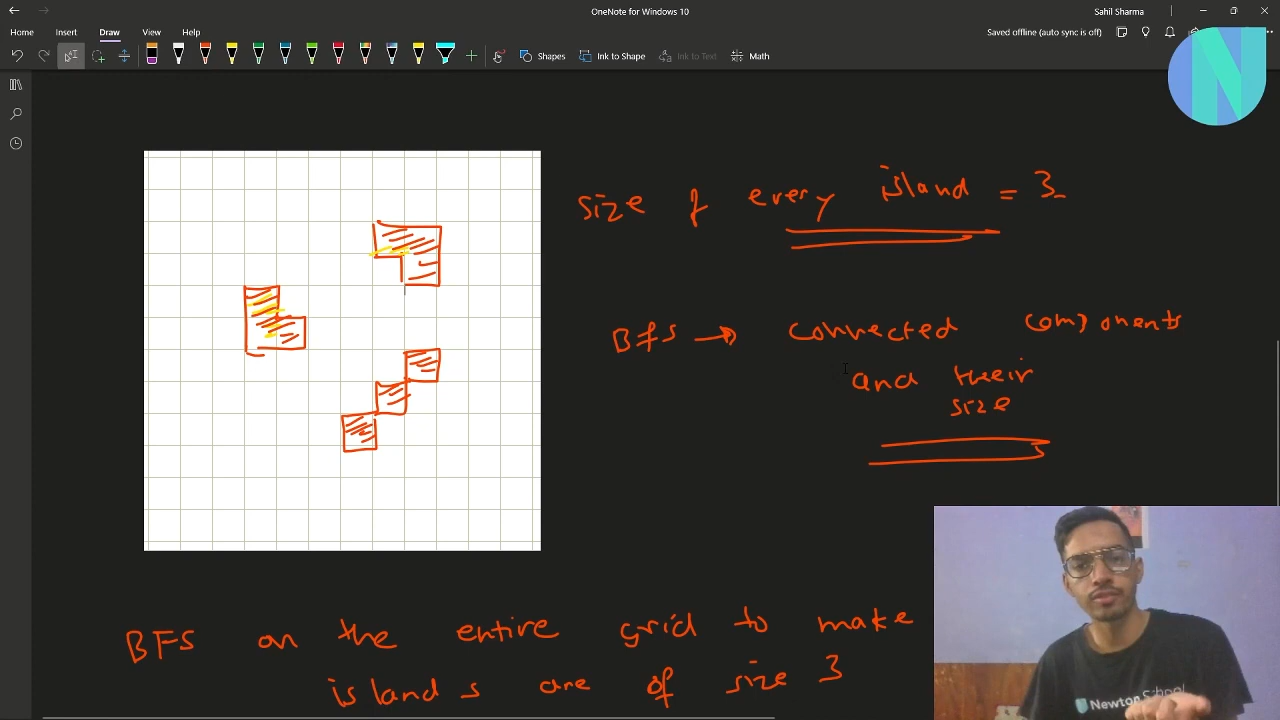 OneNote for Windows 10
Sahil Sharma
Home Insert Draw View Help
Saved offline (auto sync is off)
Shapes Ink to Shape Ink to Text Math
N
size of every island = 3
Bfs → connected components
and their
size
BFS on the entire grid to make
islands are of size 3
Newton School